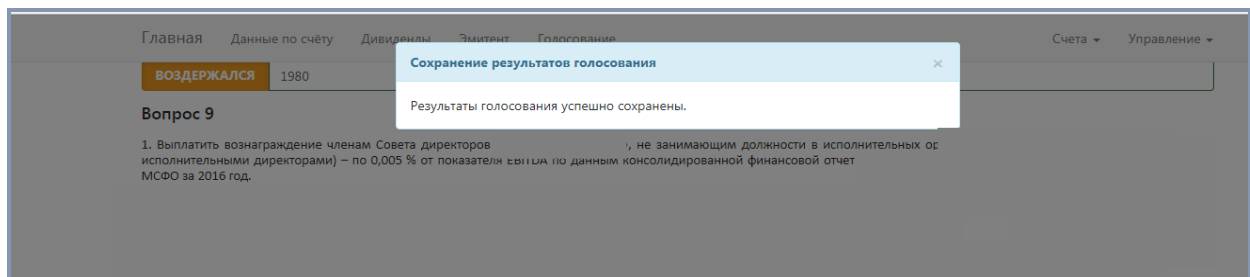 Главная Данные по счёту Дивиденды Эмитент Голосование Счета Управление
Сохранение результатов голосования ×
ВОЗДЕРЖАЛСЯ 1980
Результаты голосования успешно сохранены.
Вопрос 9
1. Выплатить вознаграждение членам Совета директоров , не занимающим должности в исполнительных
исполнительными директорами) – по 0,005 % от показателя EBITDA по данным консолидированной финансовой отчет
МСФО за 2016 год.